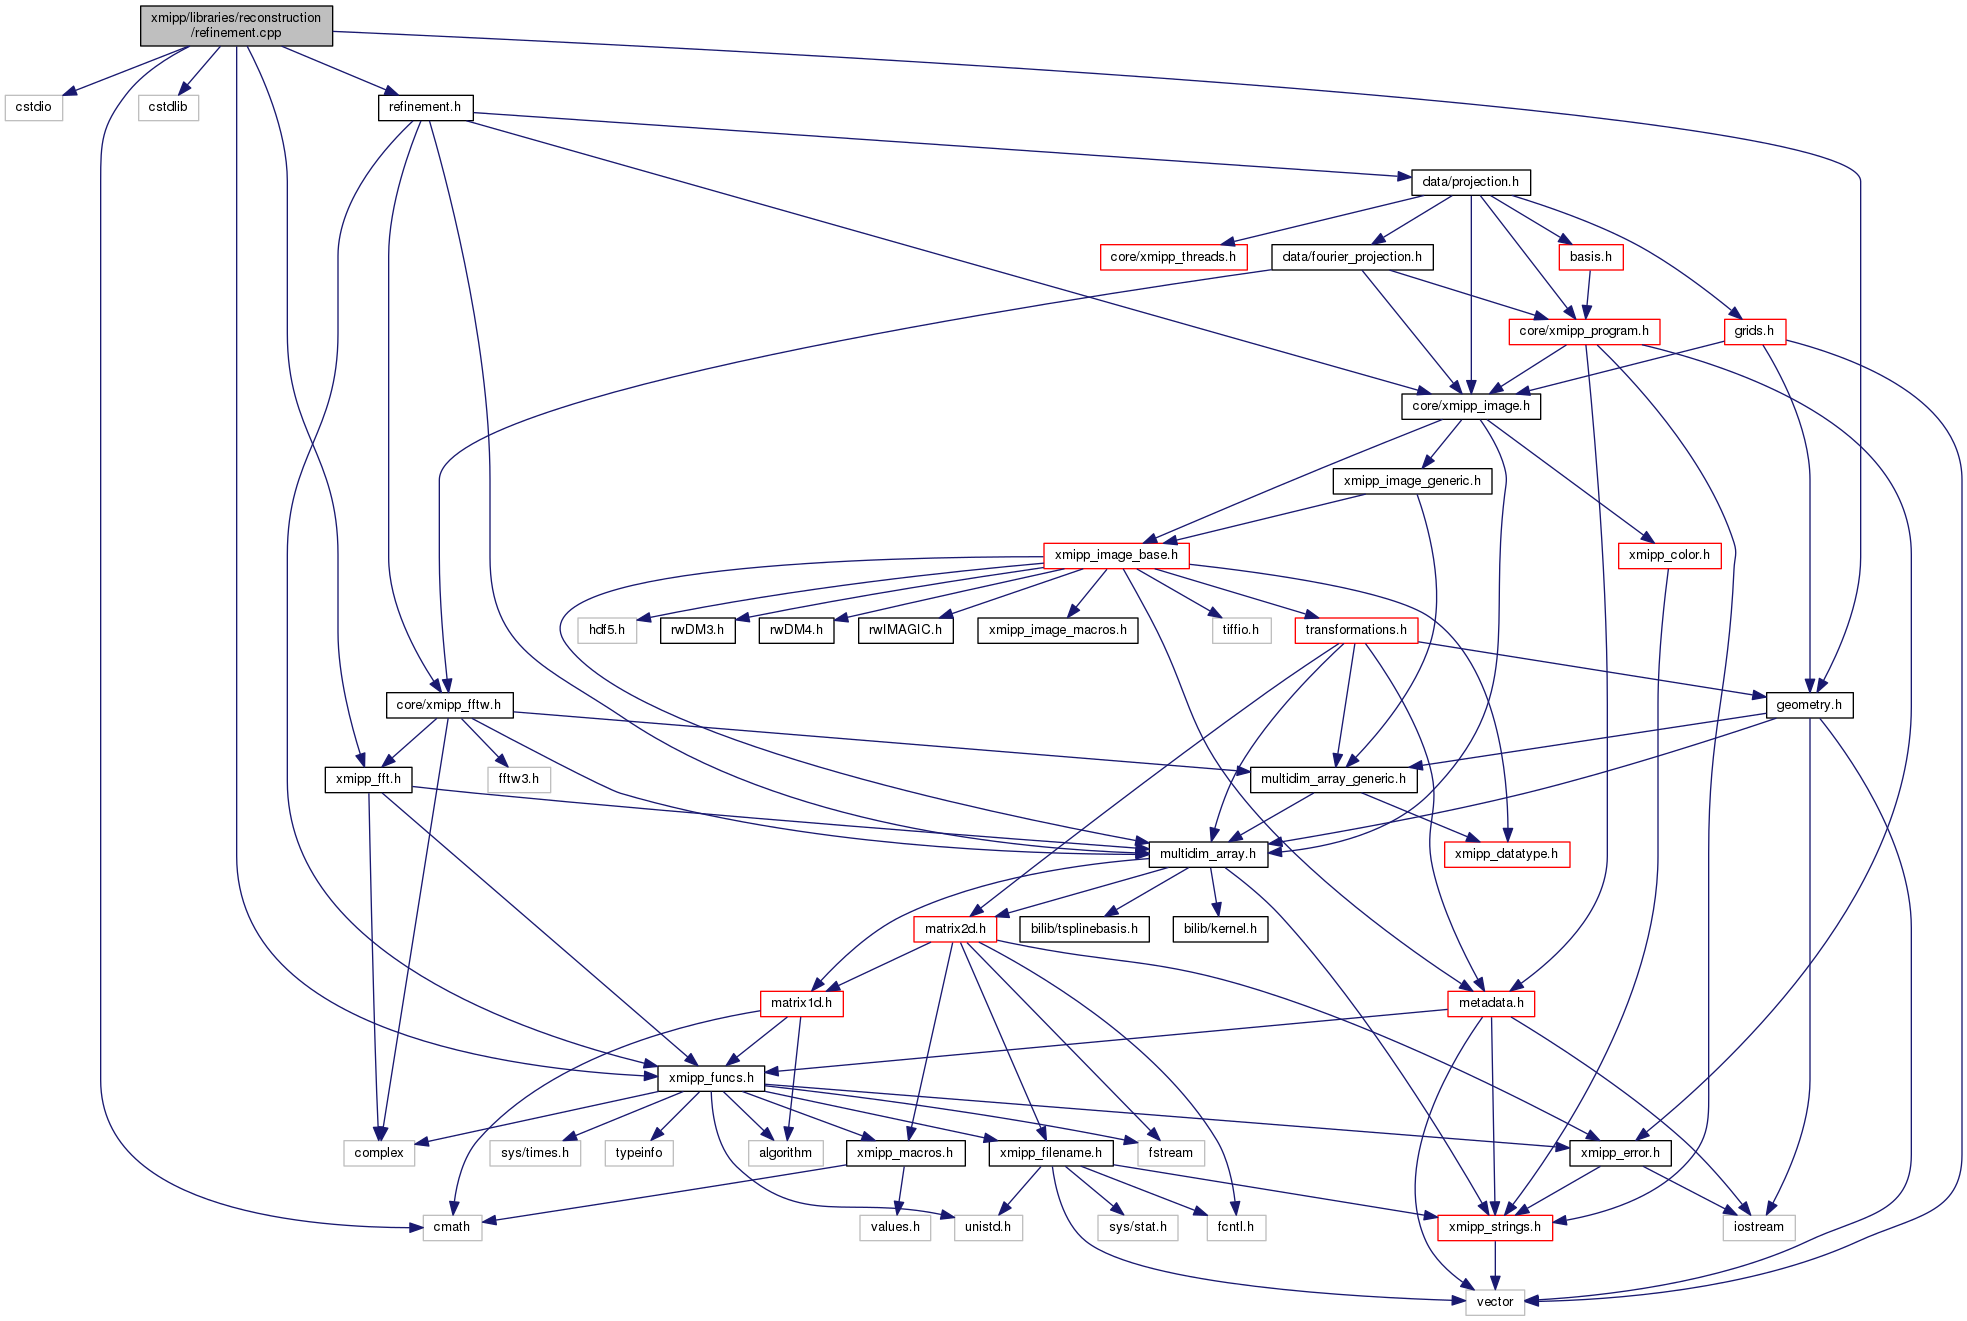 xmipp/libraries/reconstruction
/refinement.cpp
cstdio
cstdlib
refinement.h
data/projection.h
core/xmipp_threads.h
data/fourier_projection.h
basis.h
core/xmipp_program.h
grids.h
core/xmipp_image.h
xmipp_image_generic.h
xmipp_image_base.h
xmipp_color.h
hdf5.h
rwDM3.h
rwDM4.h
rwIMAGIC.h
xmipp_image_macros.h
tiffio.h
transformations.h
core/xmipp_fftw.h
geometry.h
xmipp_fft.h
fftw3.h
multidim_array_generic.h
multidim_array.h
xmipp_datatype.h
matrix2d.h
bilib/tsplinebasis.h
bilib/kernel.h
matrix1d.h
metadata.h
xmipp_funcs.h
complex
sys/times.h
typeinfo
algorithm
xmipp_macros.h
xmipp_filename.h
fstream
xmipp_error.h
cmath
values.h
unistd.h
sys/stat.h
fcntl.h
xmipp_strings.h
iostream
vector